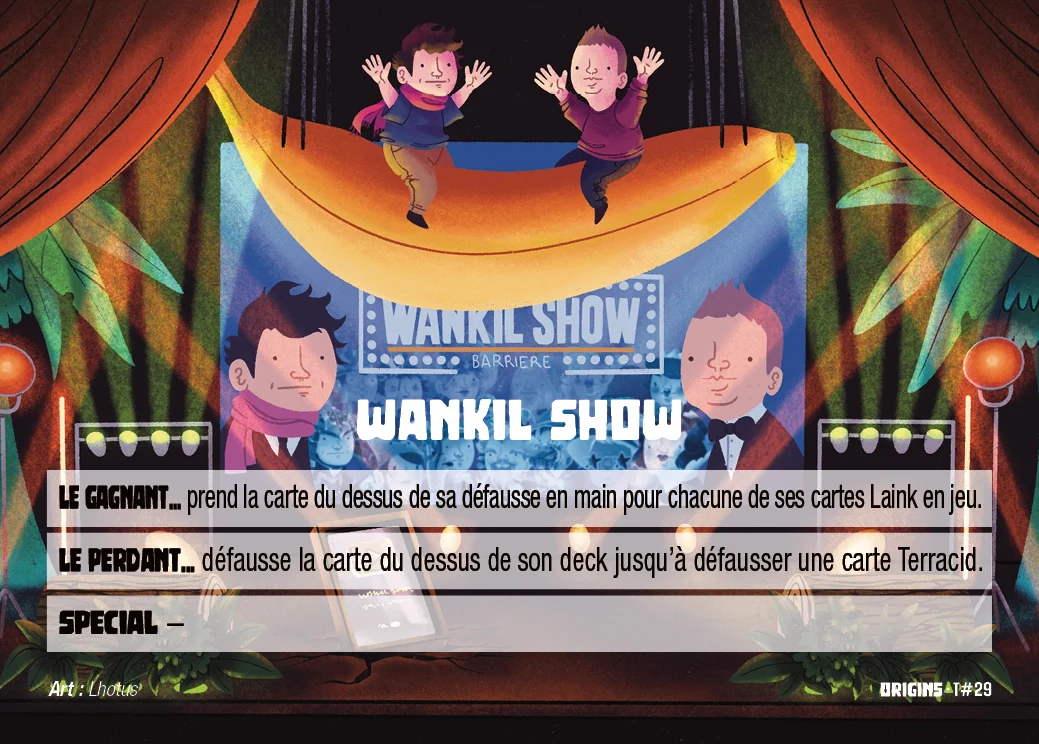 WANKIL SHOW
BARRIERE
WANKIL SHOW
LE GAGNANT... prend la carte du dessus de sa défausse en main pour chacune de ses cartes Laink en jeu.
LE PERDANT... défausse la carte du dessus de son deck jusqu'à défausser une carte Terracid.
SPECIAL –
Art : Lhotus
ORIGINS T#29